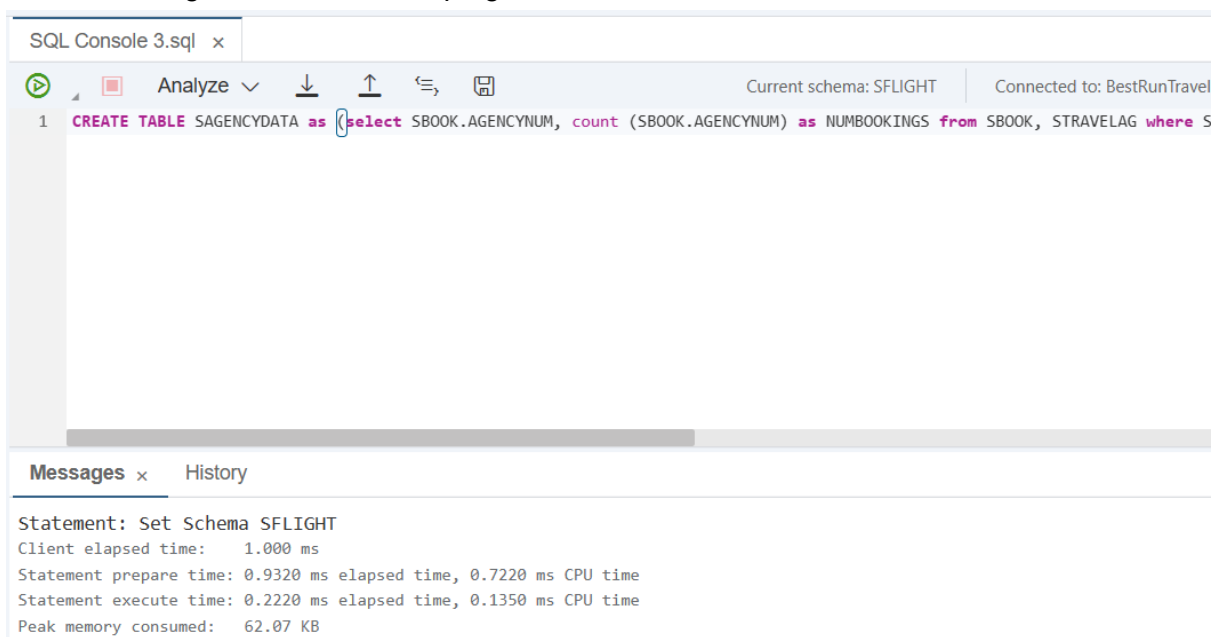 SQL Console 3.sql ×
Analyze Current schema: SFLIGHT Connected to: BestRunTravel
1 CREATE TABLE SAGENCYDATA as (select SBOOK.AGENCYNUM, count (SBOOK.AGENCYNUM) as NUMBOOKINGS from SBOOK, STRAVELAG where S
Messages × History
Statement: Set Schema SFLIGHT
Client elapsed time: 1.000 ms
Statement prepare time: 0.9320 ms elapsed time, 0.7220 ms CPU time
Statement execute time: 0.2220 ms elapsed time, 0.1350 ms CPU time
Peak memory consumed: 62.07 KB